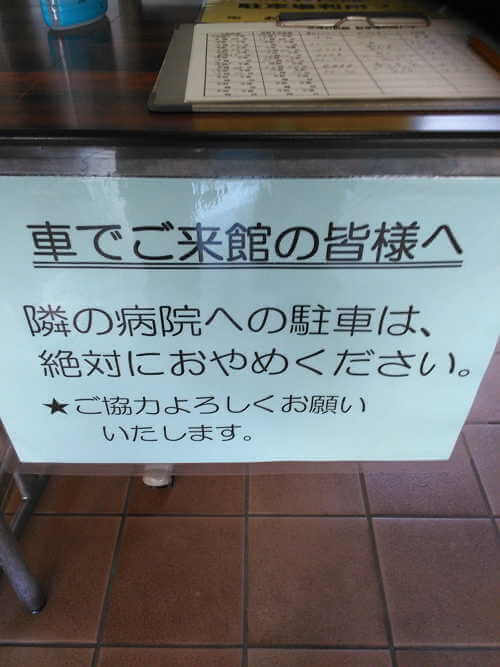 車でご来館の皆様へ
隣の病院への駐車は、
絶対におやめください。
★ご協力よろしくお願い
いたします。